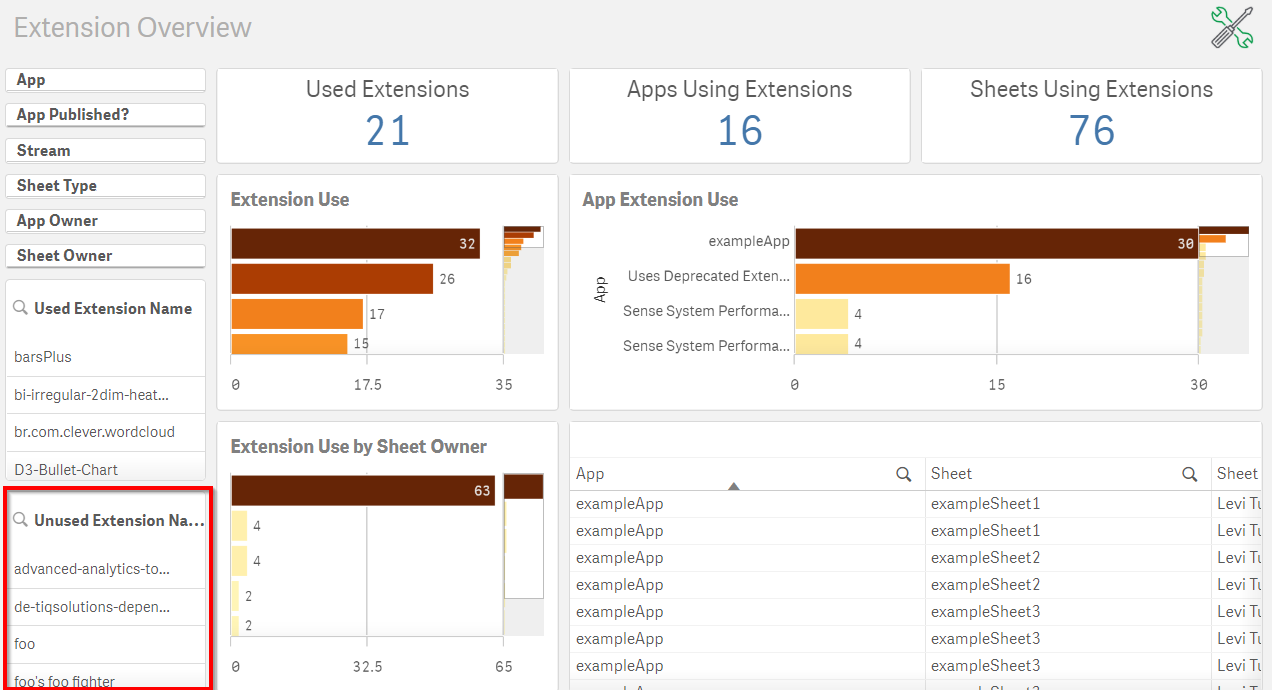 Extension Overview
App
App Published?
Stream
Sheet Type
App Owner
Sheet Owner
Used Extension Name
barsPlus
bi-irregular-2dim-heat...
br.com.clever.wordcloud
D3-Bullet-Chart
Unused Extension Na...
advanced-analytics-to...
de-tiqsolutions-depen...
foo
foo's foo fighter
Used Extensions
21
Apps Using Extensions
16
Sheets Using Extensions
76
Extension Use
32
26
17
15
0 17.5 35
App Extension Use
App
exampleApp 30
Uses Deprecated Exten... 16
Sense System Performa... 4
Sense System Performa... 4
0 15 30
Extension Use by Sheet Owner
63
4
4
2
2
0 32.5 65
App Sheet Sheet
exampleApp exampleSheet1 Levi Tu
exampleApp exampleSheet1 Levi Tu
exampleApp exampleSheet2 Levi Tu
exampleApp exampleSheet2 Levi Tu
exampleApp exampleSheet3 Levi Tu
exampleApp exampleSheet3 Levi Tu
exampleApp exampleSheet3 Levi Tu